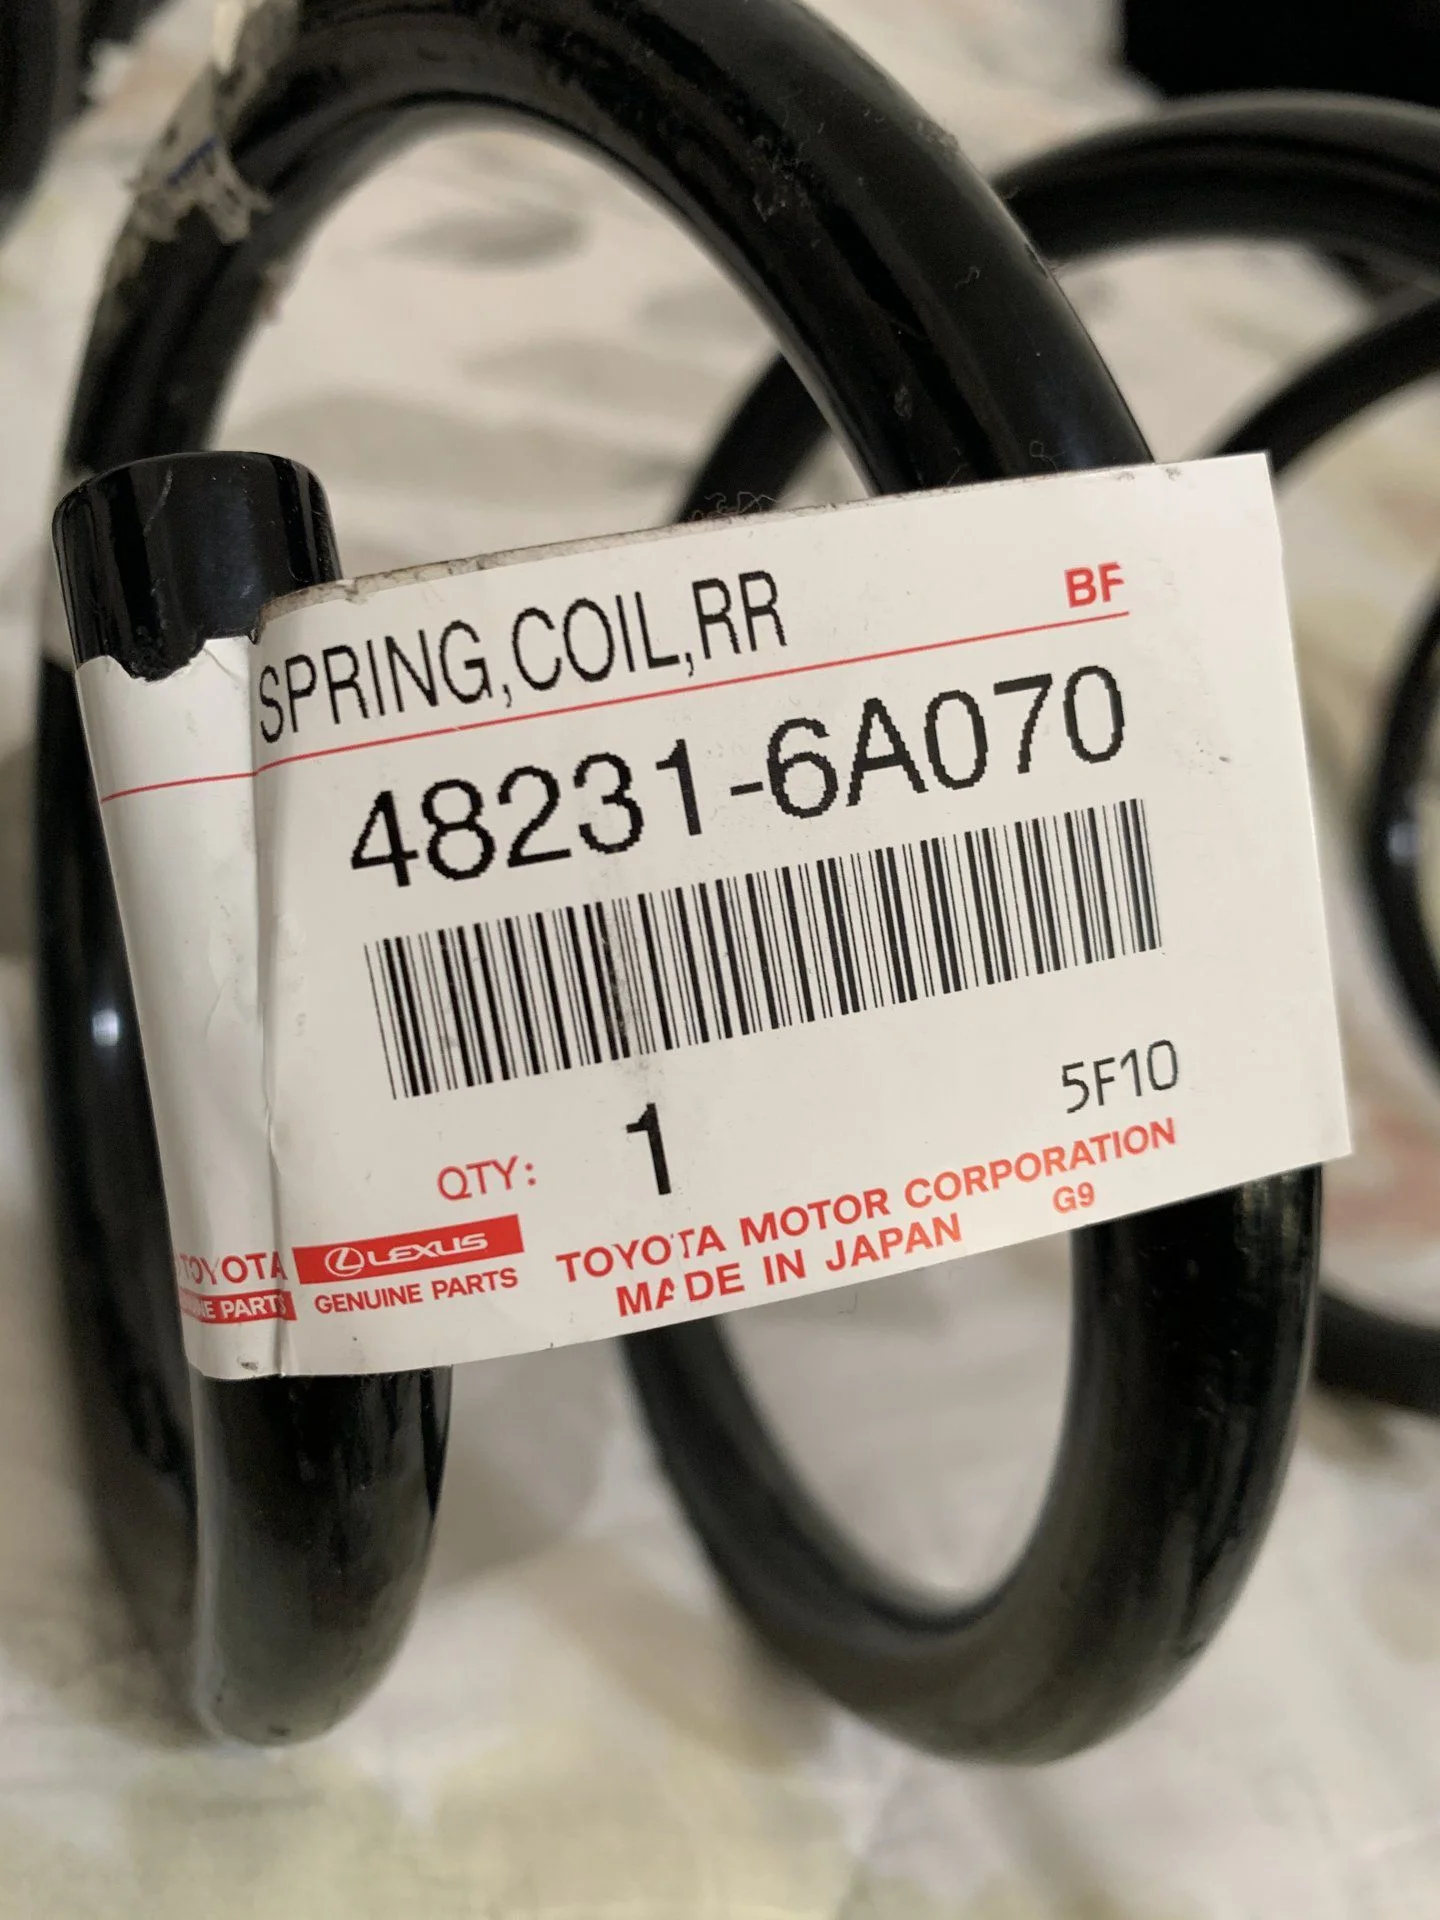 SPRING,COIL,RR BF
48231-6A070
5F10
QTY: 1
TOYOTA LEXUS TOYOTA MOTOR CORPORATION
PARTS GENUINE PARTS MADE IN JAPAN G9